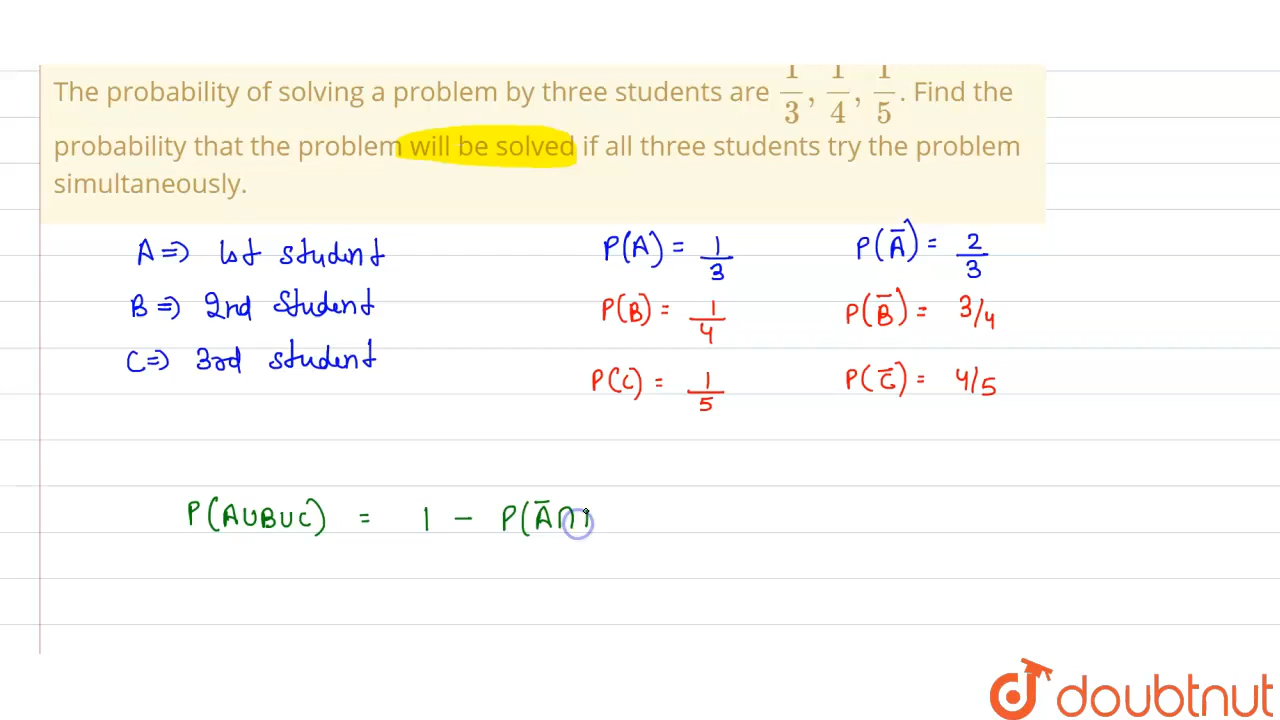 The probability of solving a problem by three students are 1/3, 1/4, 1/5. Find the
probability that the problem will be solved if all three students try the problem
simultaneously.
A => 1st student P(A) = 1/3 P(A̅) = 2/3
B => 2nd student P(B) = 1/4 P(B̅) = 3/4
C => 3rd student P(C) = 1/5 P(C̅) = 4/5
P(A∪B∪C) = 1 - P(A̅∩
doubtnut